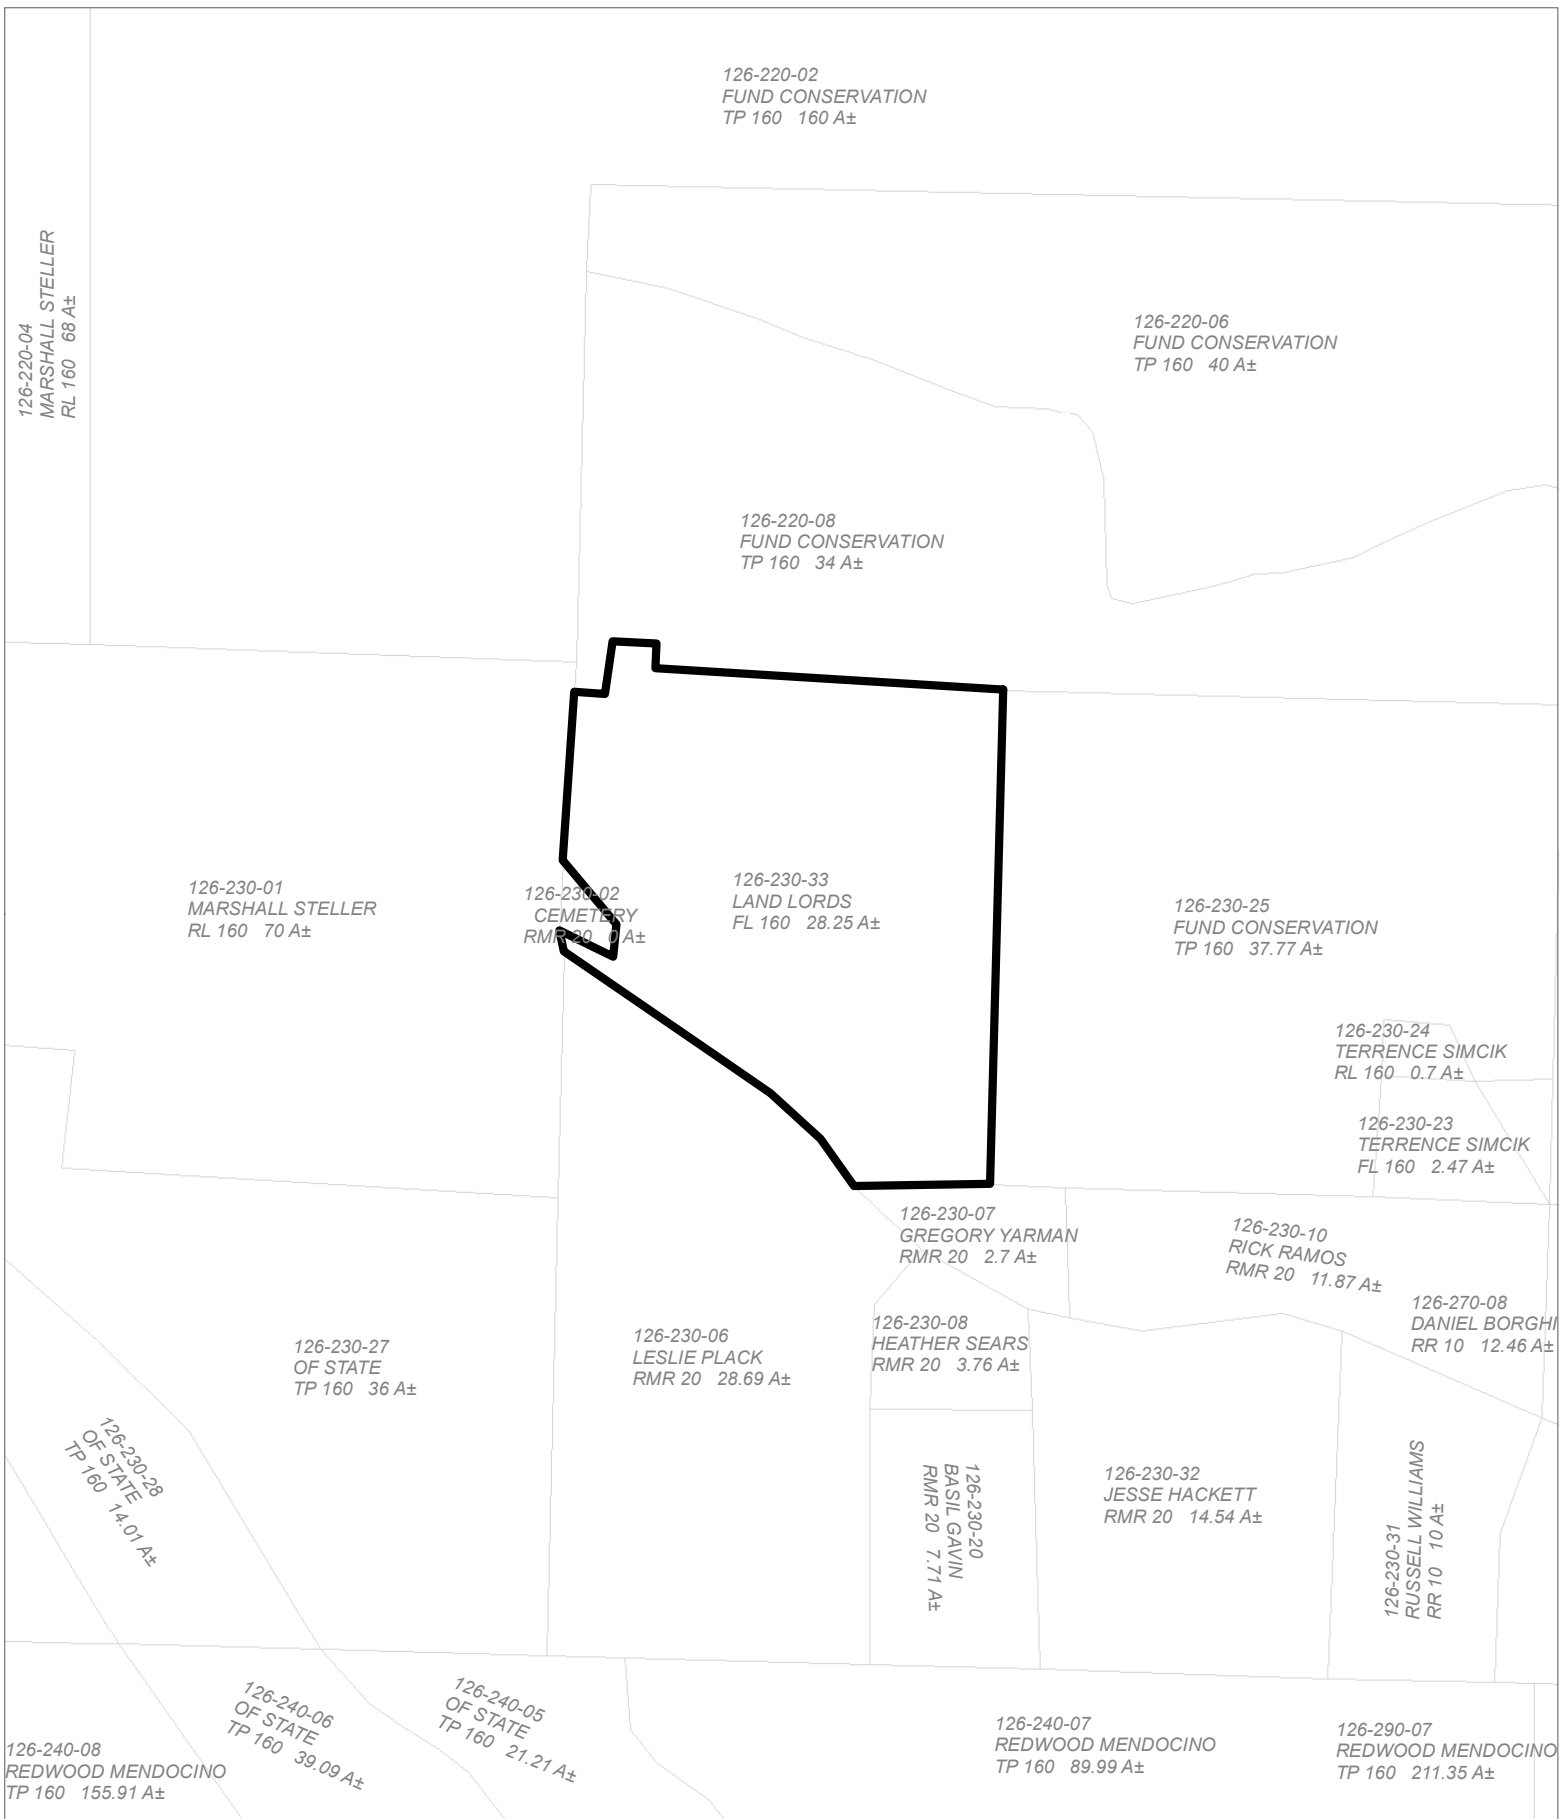 126-220-02
FUND CONSERVATION
TP 160 160 A±
126-220-04
MARSHALL STELLER
RL 160 68 A±
126-220-06
FUND CONSERVATION
TP 160 40 A±
126-220-08
FUND CONSERVATION
TP 160 34 A±
126-230-01
MARSHALL STELLER
RL 160 70 A±
126-230-02
CEMETERY
RMR 20 0 A±
126-230-33
LAND LORDS
FL 160 28.25 A±
126-230-25
FUND CONSERVATION
TP 160 37.77 A±
126-230-24
TERRENCE SIMCIK
RL 160 0.7 A±
126-230-23
TERRENCE SIMCIK
FL 160 2.47 A±
126-230-07
GREGORY YARMAN
RMR 20 2.7 A±
126-230-10
RICK RAMOS
RMR 20 11.87 A±
126-270-08
DANIEL BORGHI
RR 10 12.46 A±
126-230-27
OF STATE
TP 160 36 A±
126-230-06
LESLIE PLACK
RMR 20 28.69 A±
126-230-08
HEATHER SEARS
RMR 20 3.76 A±
126-230-28
OF STATE
TP 160 14.01 A±
126-230-20
BASIL GAVIN
RMR 20 7.71 A±
126-230-32
JESSE HACKETT
RMR 20 14.54 A±
126-230-31
RUSSELL WILLIAMS
RR 10 10 A±
126-240-08
REDWOOD MENDOCINO
TP 160 155.91 A±
126-240-06
OF STATE
TP 160 39.09 A±
126-240-05
OF STATE
TP 160 21.21 A±
126-240-07
REDWOOD MENDOCINO
TP 160 89.99 A±
126-290-07
REDWOOD MENDOCINO
TP 160 211.35 A±